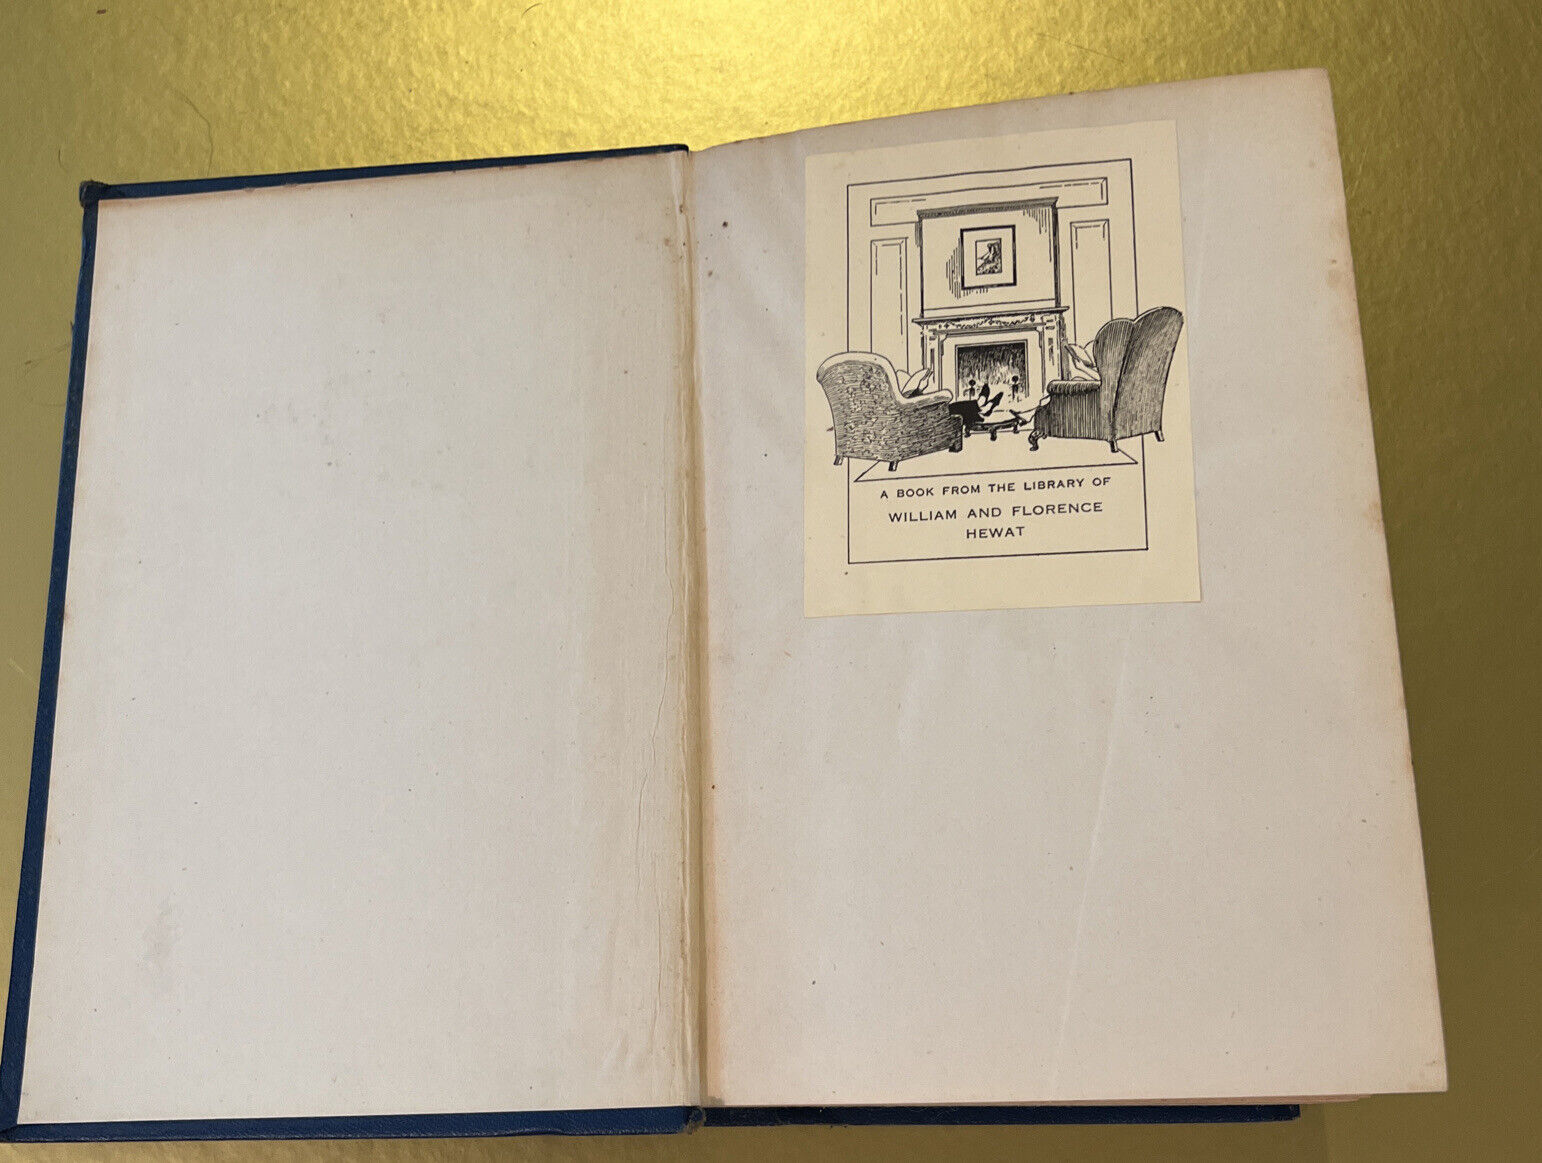 A BOOK FROM THE LIBRARY OF
WILLIAM AND FLORENCE
HEWAT